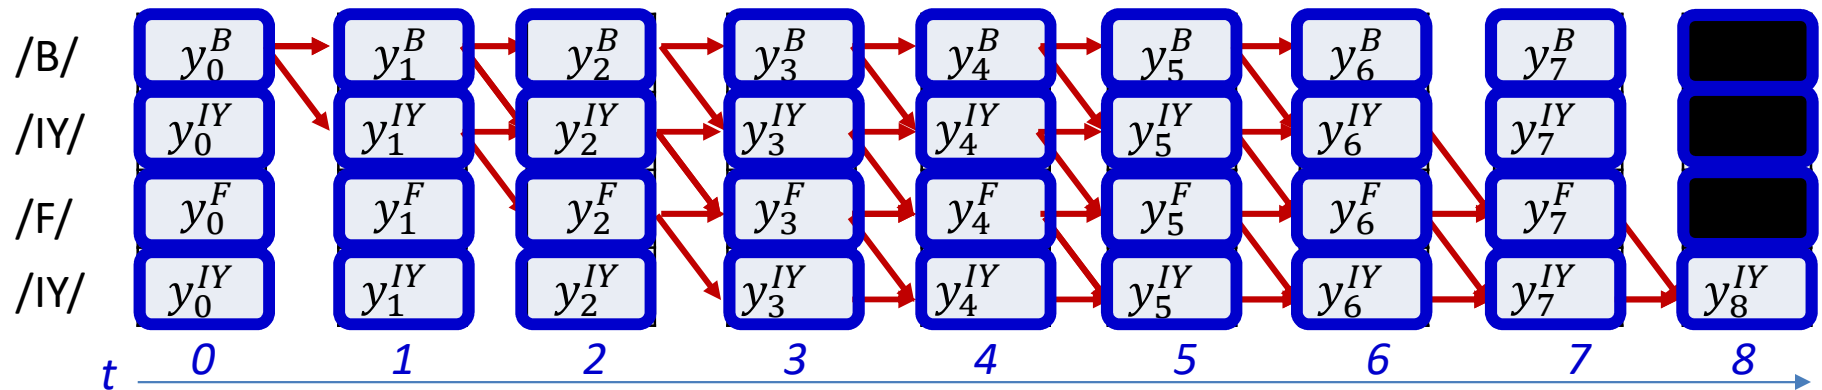 /B/ y_0^B y_1^B y_2^B y_3^B y_4^B y_5^B y_6^B y_7^B
/IY/ y_0^{IY} y_1^{IY} y_2^{IY} y_3^{IY} y_4^{IY} y_5^{IY} y_6^{IY} y_7^{IY}
/F/ y_0^F y_1^F y_2^F y_3^F y_4^F y_5^F y_6^F y_7^F
/IY/ y_0^{IY} y_1^{IY} y_2^{IY} y_3^{IY} y_4^{IY} y_5^{IY} y_6^{IY} y_7^{IY} y_8^{IY}
t 0 1 2 3 4 5 6 7 8